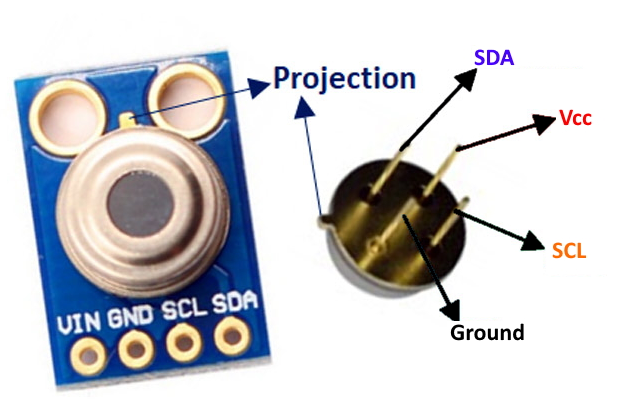 Projection
SDA
Vcc
SCL
Ground
VIN GND SCL SDA